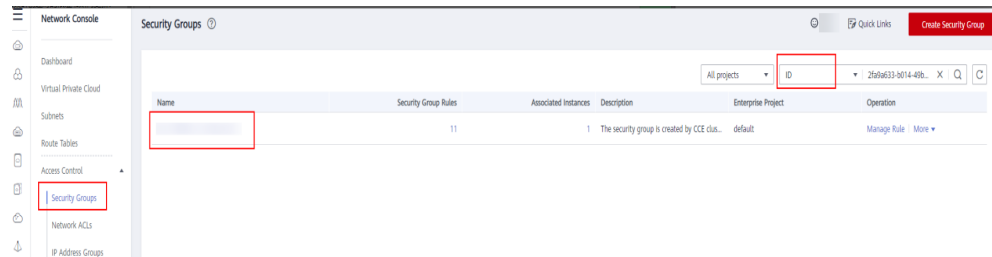 Network Console
Security Groups
Quick Links
Create Security Group
Dashboard
Virtual Private Cloud
Subnets
Route Tables
Access Control
Security Groups
Network ACLs
IP Address Groups
All projects
ID
2fa9a633-b014-49b... X
Name Security Group Rules Associated Instances Description Enterprise Project Operation
11 1 The security group is created by CCE clus... default Manage Rule More